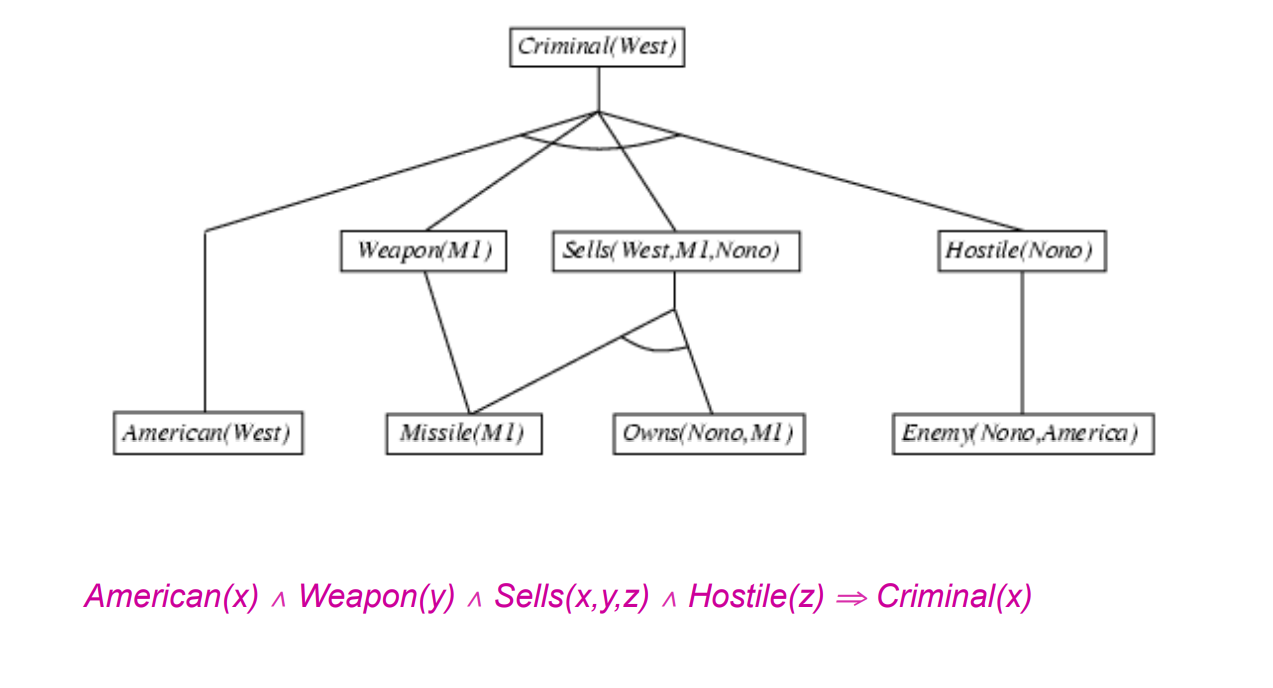 Criminal(West)
Weapon(M1) Sells(West,M1,Nono) Hostile(Nono)
American(West) Missile(M1) Owns(Nono,M1) Enemy(Nono,America)
American(x) ∧ Weapon(y) ∧ Sells(x,y,z) ∧ Hostile(z) ⇒ Criminal(x)